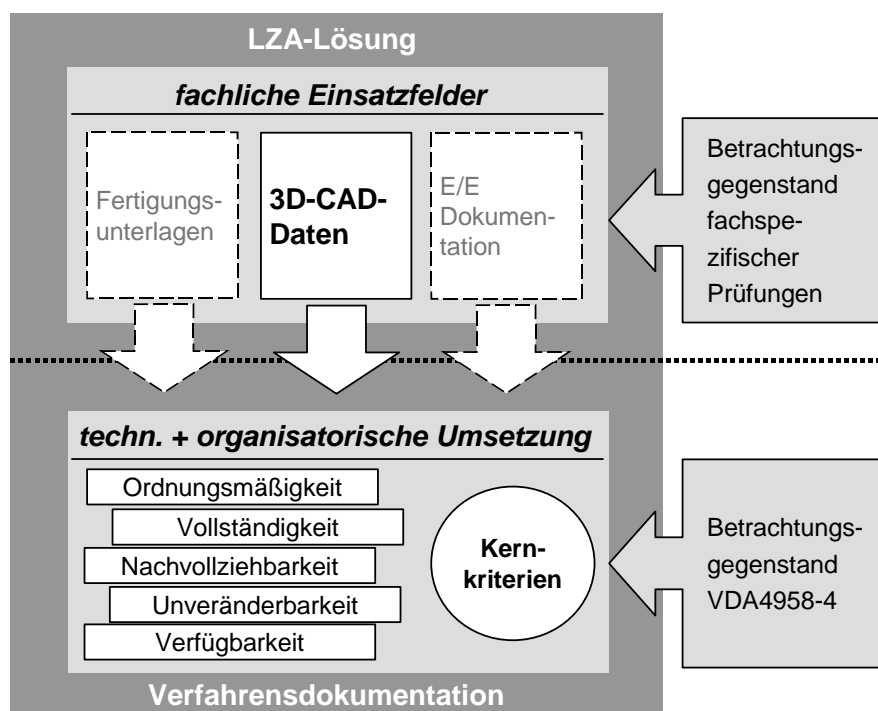 LZA-Lösung
fachliche Einsatzfelder
Fertigungs-
unterlagen
3D-CAD-
Daten
E/E
Dokumen-
tation
Betrachtungs-
gegenstand
fachspe-
zifischer
Prüfungen
techn. + organisatorische Umsetzung
Ordnungsmäßigkeit
Vollständigkeit
Nachvollziehbarkeit
Unveränderbarkeit
Verfügbarkeit
Kern-
kriterien
Betrachtungs-
gegenstand
VDA4958-4
Verfahrensdokumentation